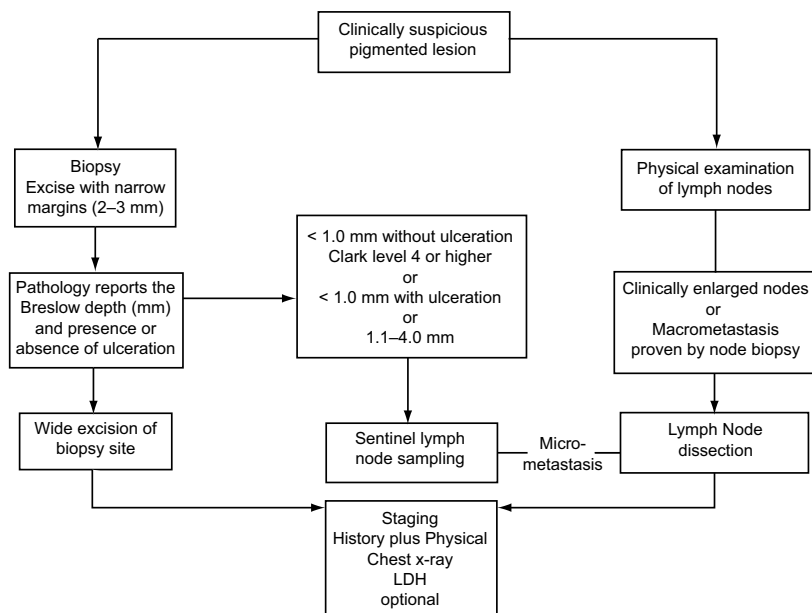 Clinically suspicious
pigmented lesion
Biopsy
Excise with narrow
margins (2–3 mm)
Physical examination
of lymph nodes
< 1.0 mm without ulceration
Clark level 4 or higher
or
< 1.0 mm with ulceration
or
1.1–4.0 mm
Pathology reports the
Breslow depth (mm)
and presence or
absence of ulceration
Clinically enlarged nodes
or
Macrometastasis
proven by node biopsy
Wide excision of
biopsy site
Sentinel lymph
node sampling
Micro-
metastasis
Lymph Node
dissection
Staging
History plus Physical
Chest x-ray
LDH
optional